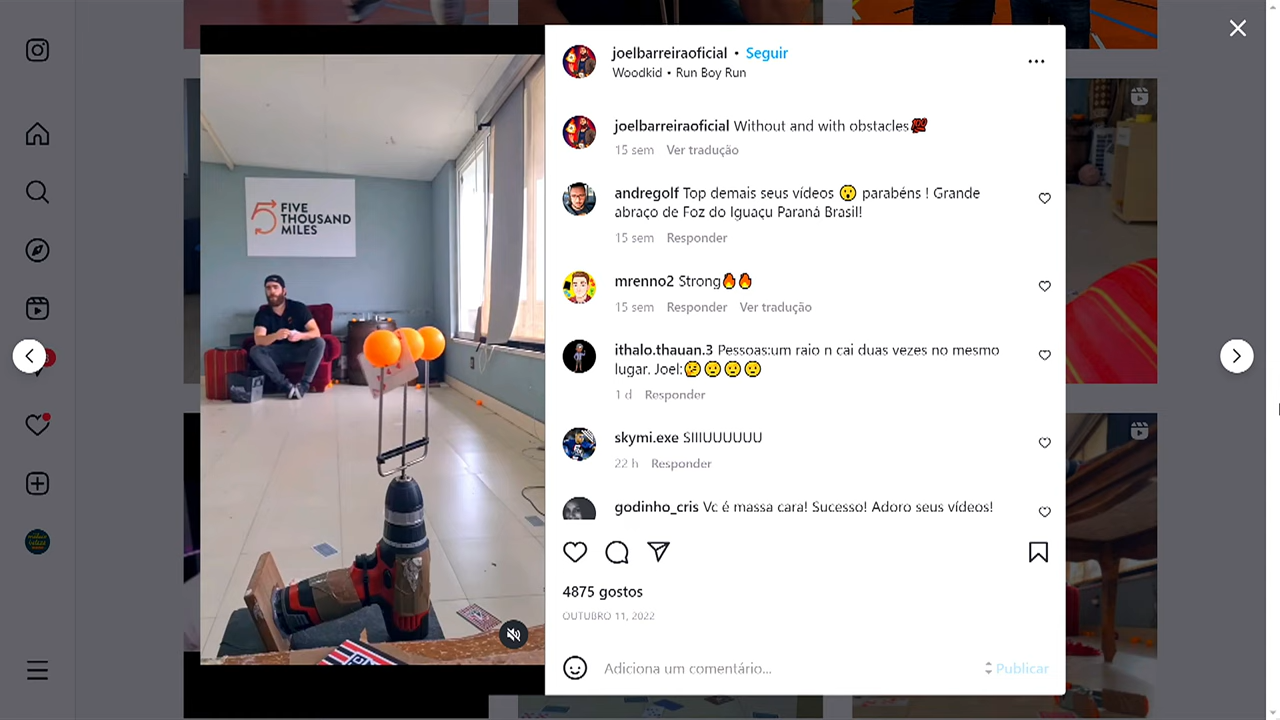 FIVE
THOUSAND
MILES
joelbarreiraoficial • Seguir
Woodkid • Run Boy Run
joelbarreiraoficial Without and with obstacles💯
15 sem Ver tradução
andregolf Top demais seus vídeos 😯 parabéns ! Grande
abraço de Foz do Iguaçu Paraná Brasil!
15 sem Responder
mrenno2 Strong🔥🔥
15 sem Responder Ver tradução
ithalo.thauan.3 Pessoas:um raio n cai duas vezes no mesmo
lugar. Joel:🤔😯😯😯
1 d Responder
skymi.exe SIIIUUUUUU
22 h Responder
godinho_cris Vc é massa cara! Sucesso! Adoro seus vídeos!
4875 gostos
OUTUBRO 11, 2022
Adiciona um comentário... Publicar